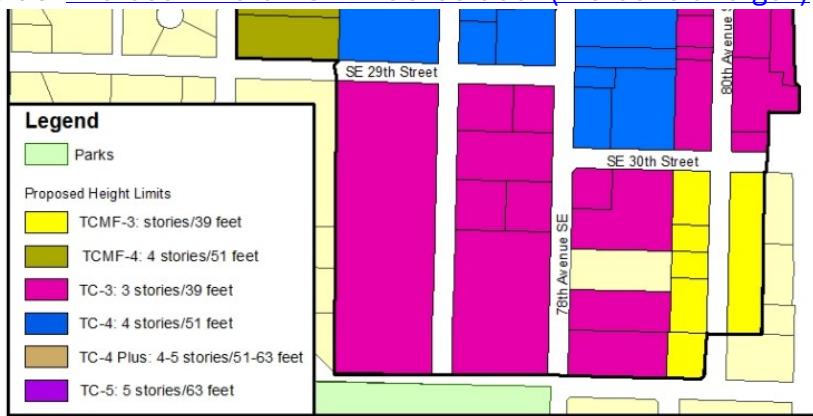 SE 29th Street
80th Avenue S
SE 30th Street
78th Avenue SE
Legend
Parks
Proposed Height Limits
TCMF-3: stories/39 feet
TCMF-4: 4 stories/51 feet
TC-3: 3 stories/39 feet
TC-4: 4 stories/51 feet
TC-4 Plus: 4-5 stories/51-63 feet
TC-5: 5 stories/63 feet